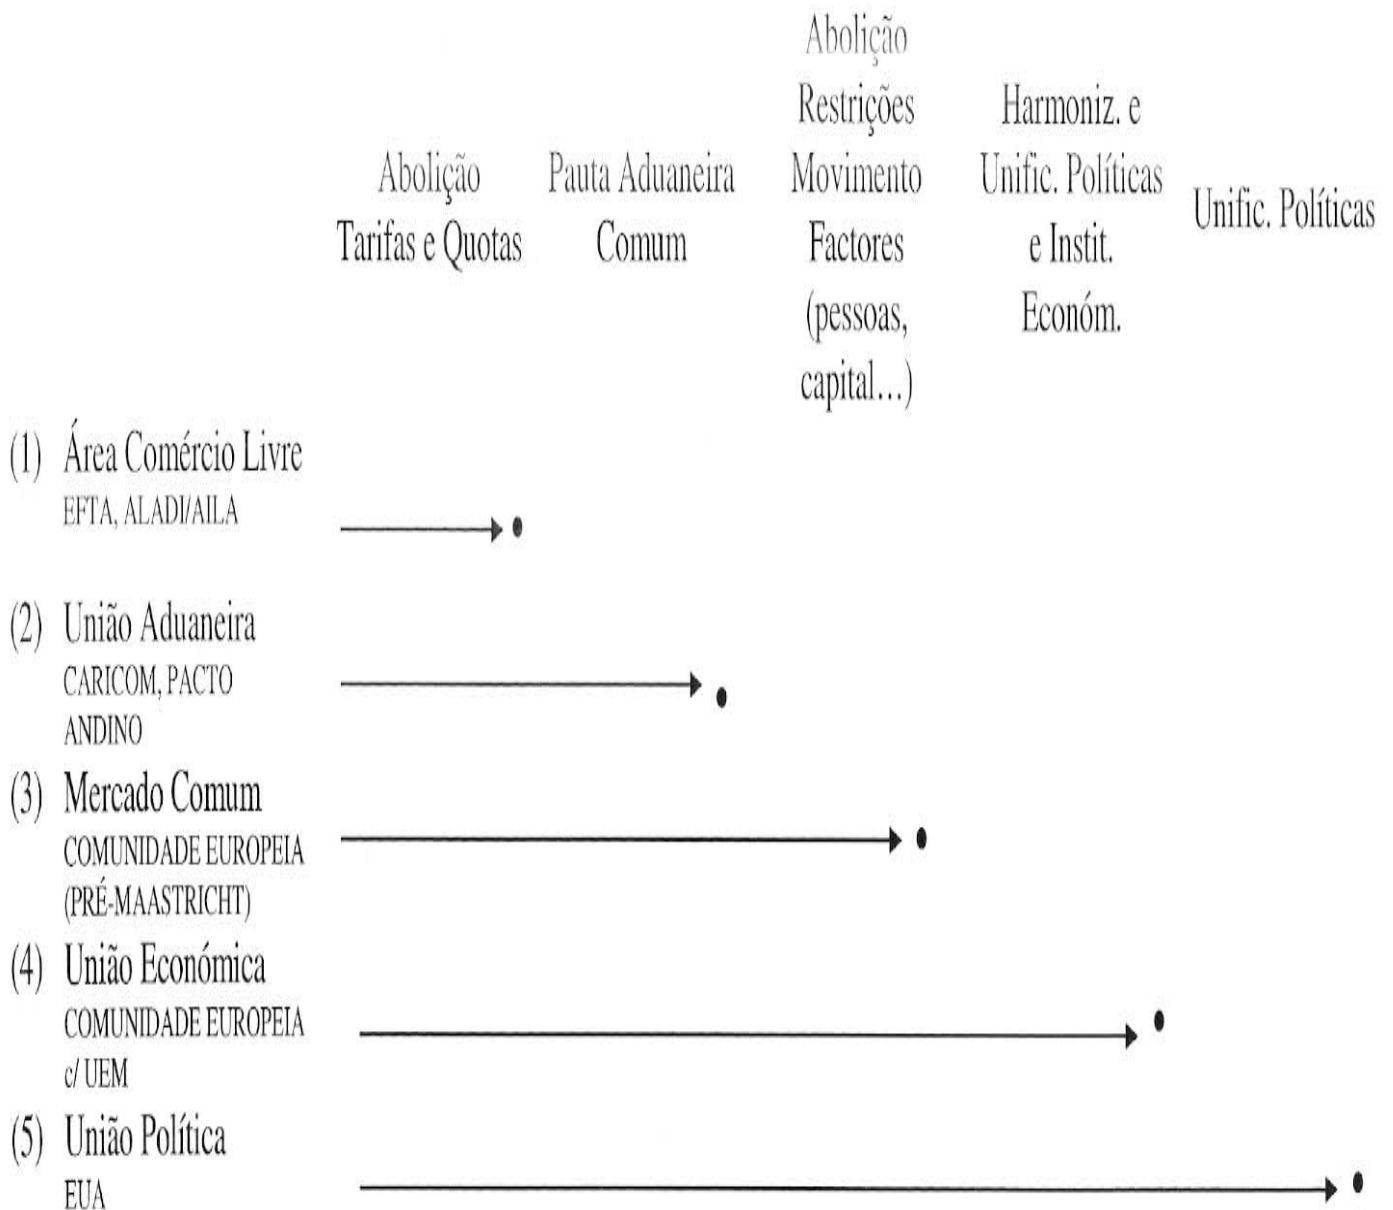 Abolição
Tarifas e Quotas
Pauta Aduaneira
Comum
Abolição
Restrições
Movimento
Factores
(pessoas,
capital...)
Harmoniz. e
Unific. Políticas
e Instit.
Económ.
Unific. Políticas
(1) Área Comércio Livre
EFTA, ALADI/AILA
(2) União Aduaneira
CARICOM, PACTO
ANDINO
(3) Mercado Comum
COMUNIDADE EUROPEIA
(PRÉ-MAASTRICHT)
(4) União Económica
COMUNIDADE EUROPEIA
c/ UEM
(5) União Política
EUA